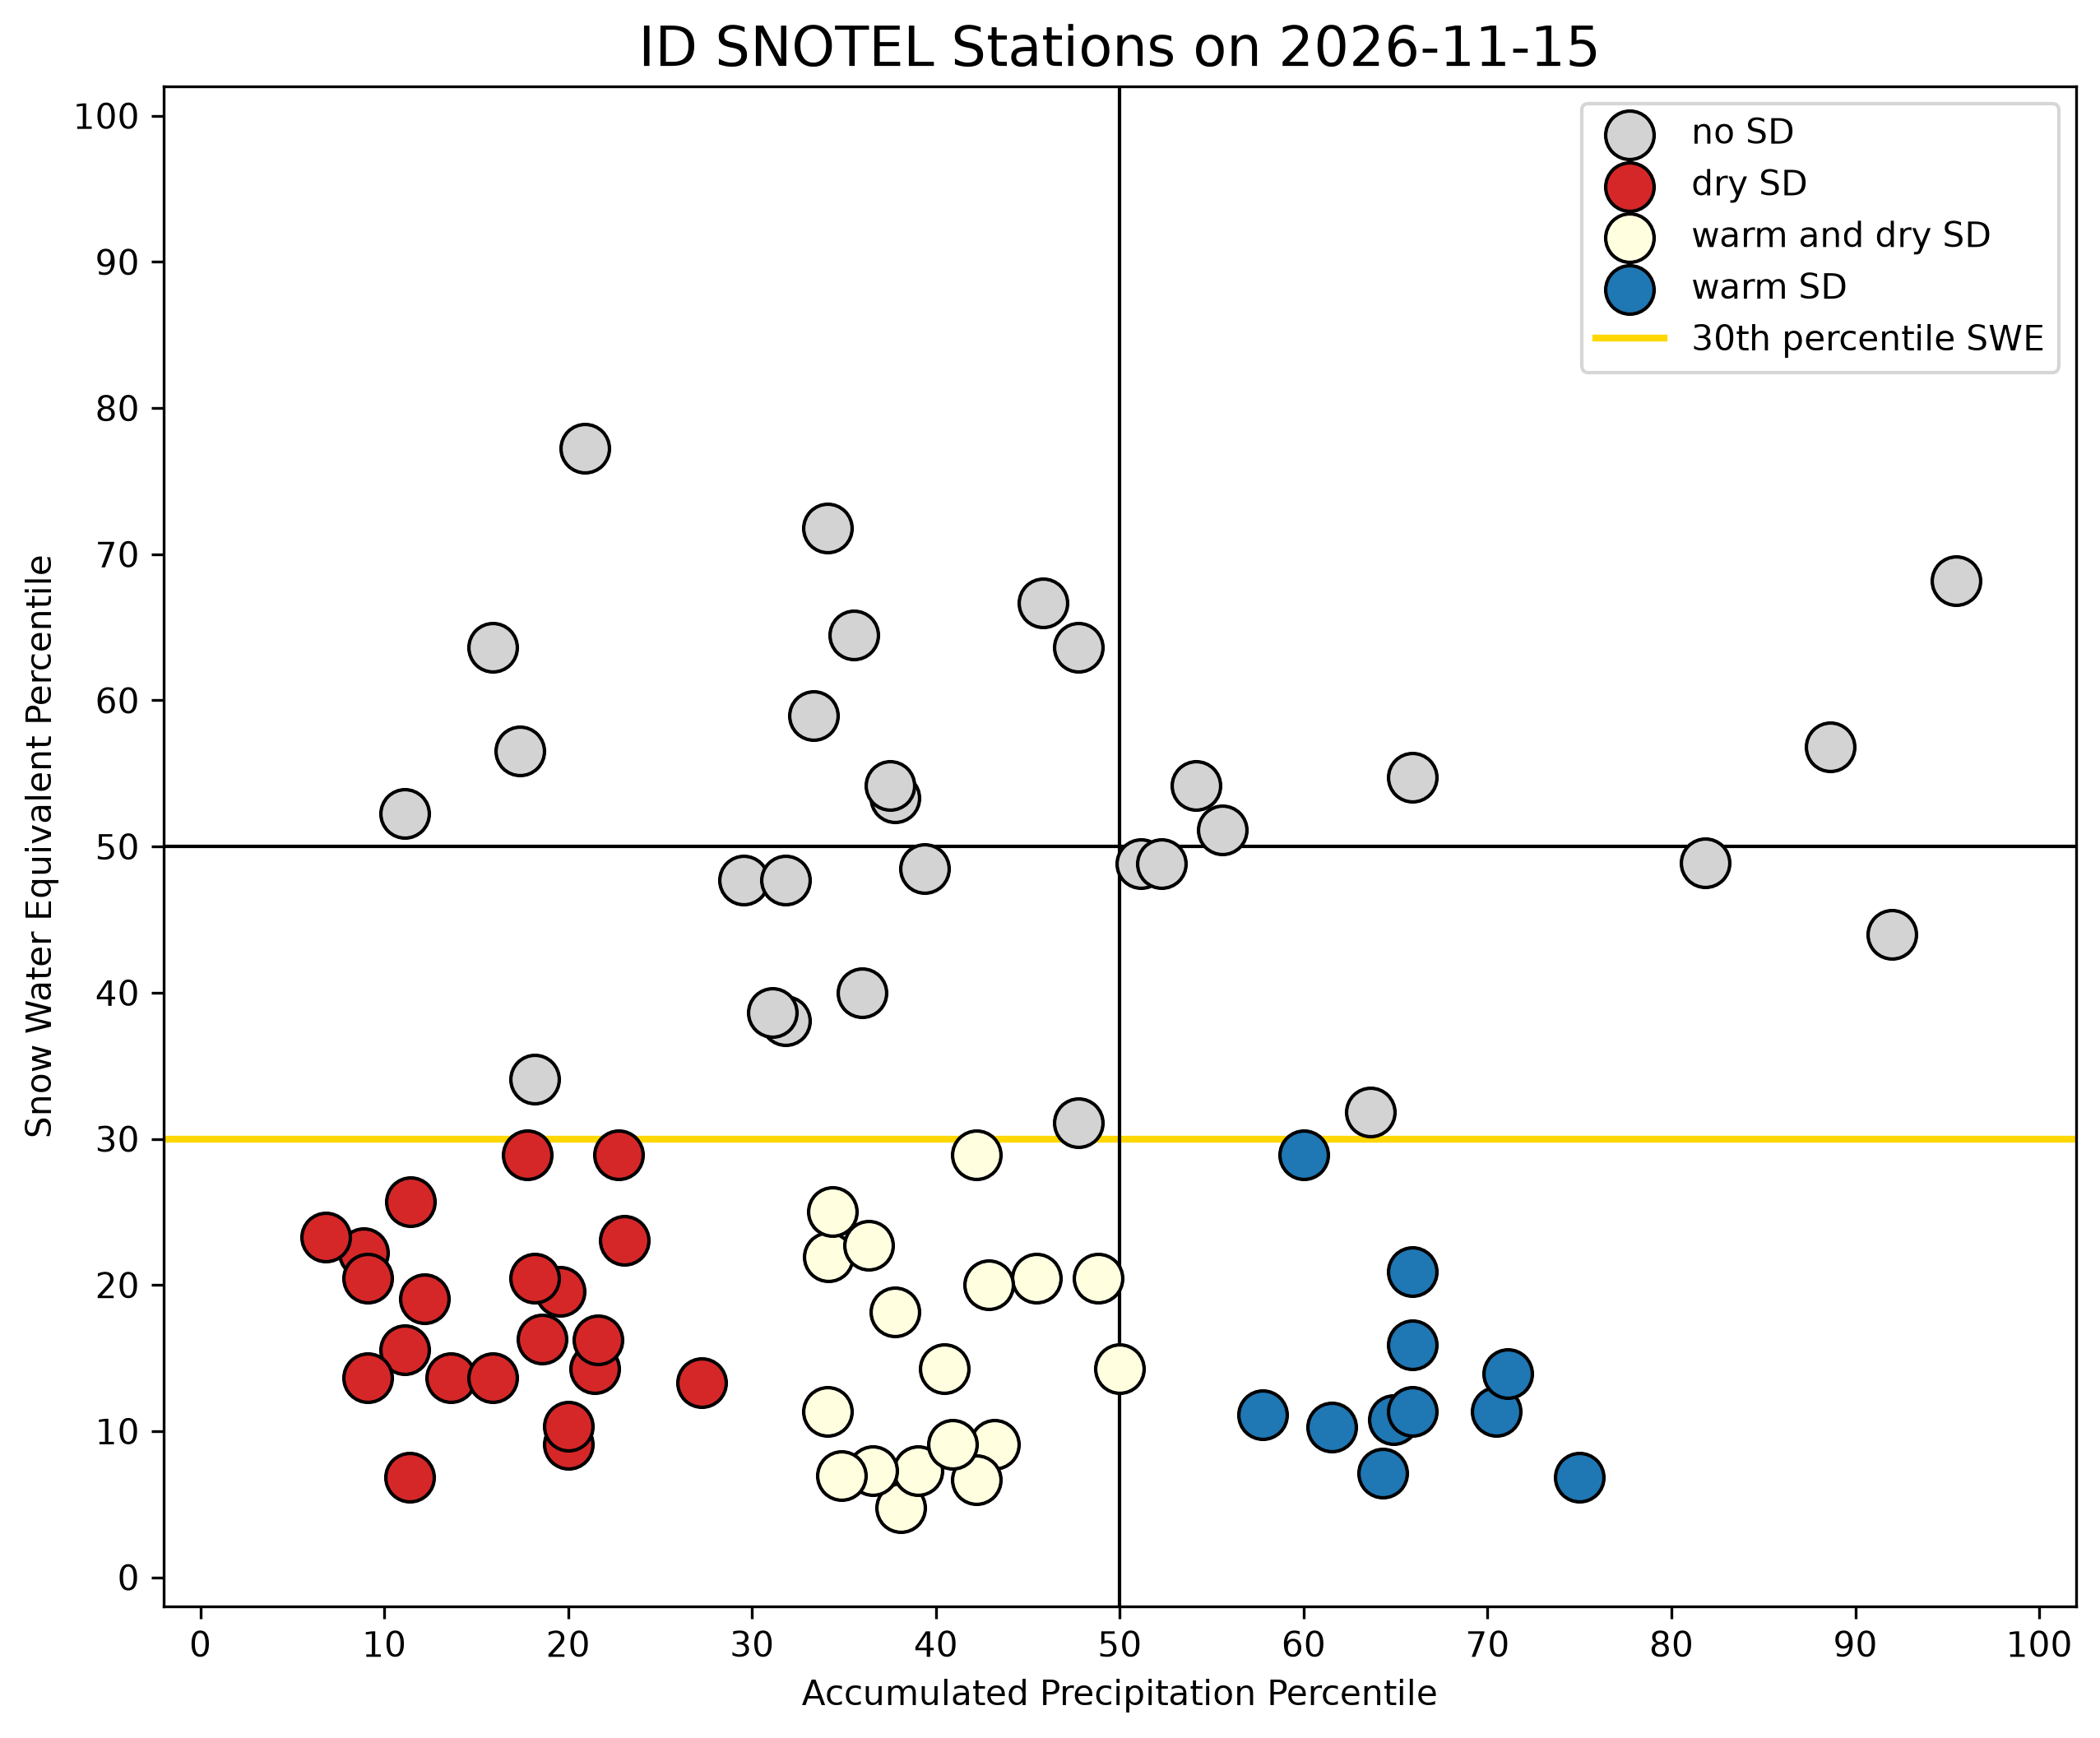 ID SNOTEL Stations on 2026-11-15
no SD
dry SD
warm and dry SD
warm SD
30th percentile SWE
Snow Water Equivalent Percentile
100
90
80
70
60
50
40
30
20
10
0
0 10 20 30 40 50 60 70 80 90 100
Accumulated Precipitation Percentile